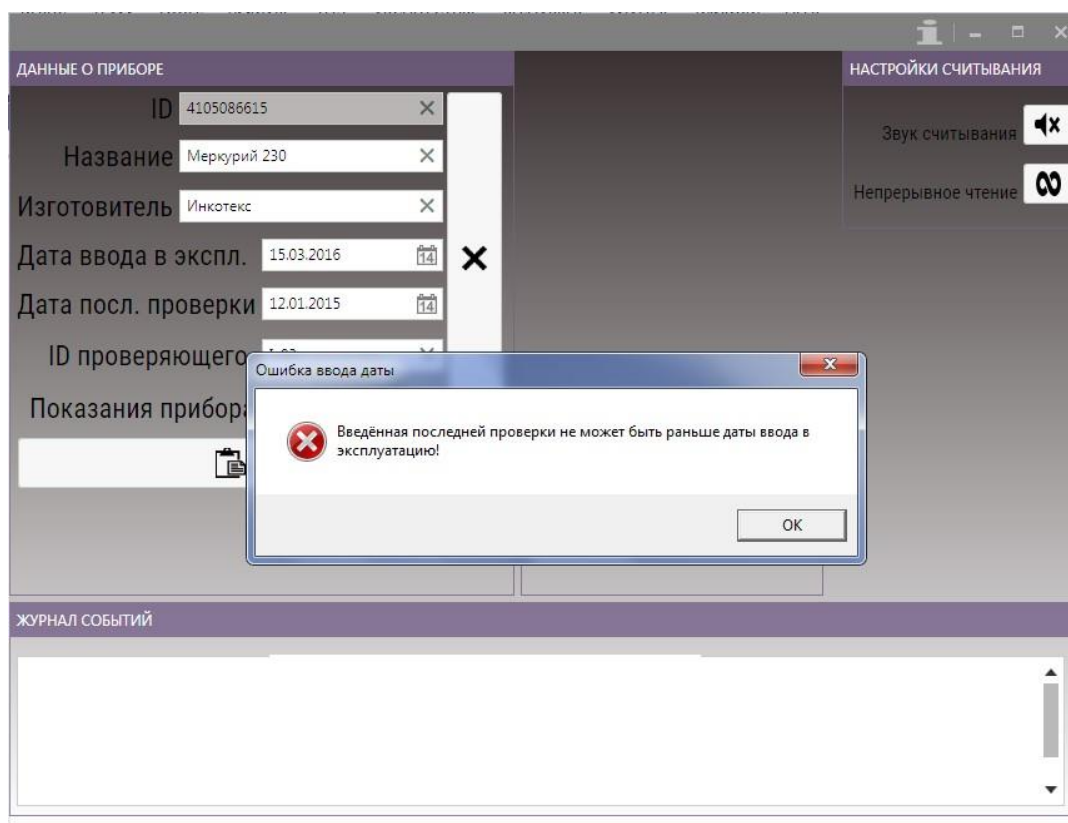 ДАННЫЕ О ПРИБОРЕ
НАСТРОЙКИ СЧИТЫВАНИЯ
ID 4105086615
Звук считывания
Название Меркурий 230
Непрерывное чтение
Изготовитель Инкотекс
Дата ввода в экспл. 15.03.2016 14
Дата посл. проверки 12.01.2015 14
ID проверяющего
Ошибка ввода даты
Показания прибора
Введённая последней проверки не может быть раньше даты ввода в
эксплуатацию!
OK
ЖУРНАЛ СОБЫТИЙ